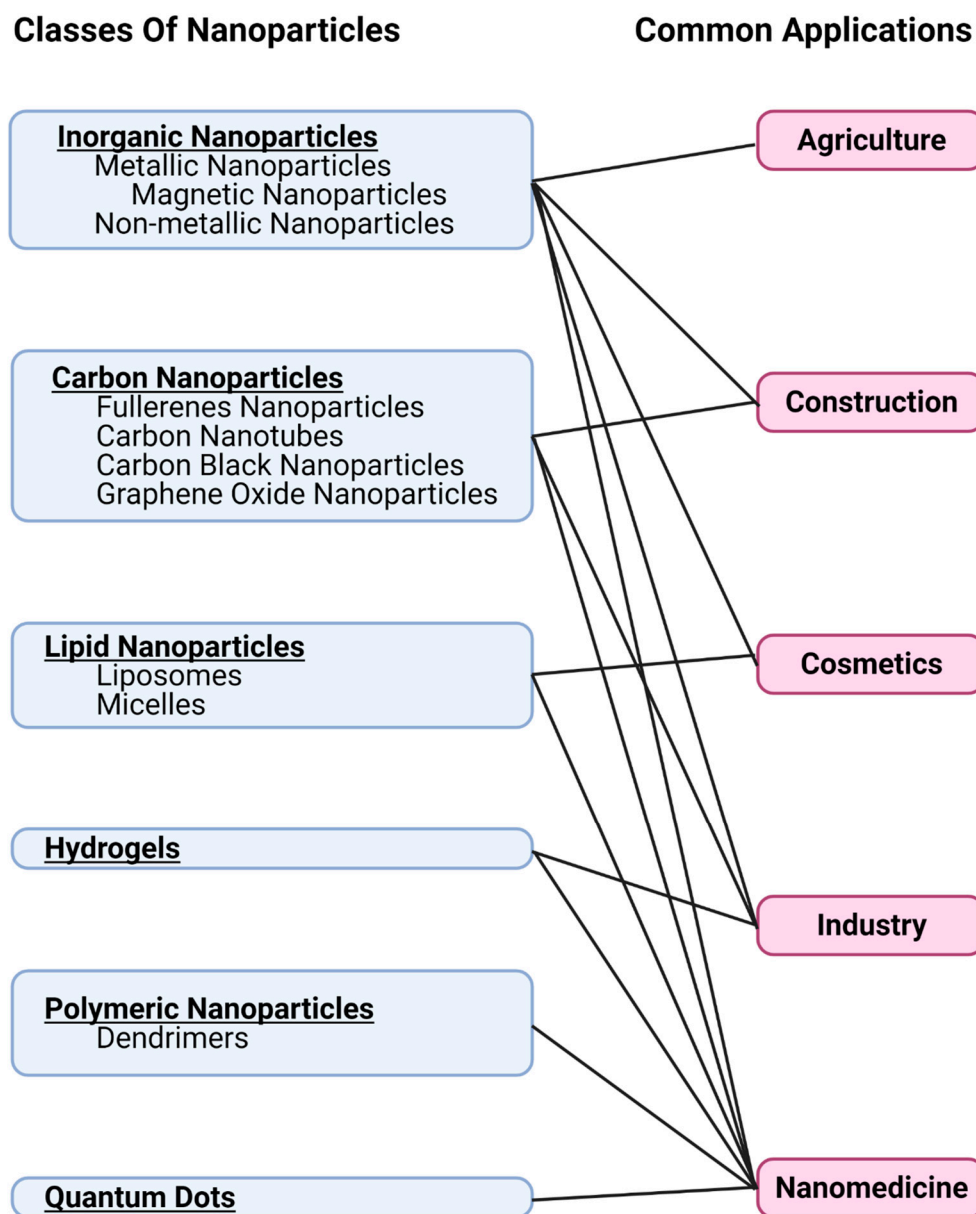 Classes Of Nanoparticles
Common Applications
Inorganic Nanoparticles
Metallic Nanoparticles
Magnetic Nanoparticles
Non-metallic Nanoparticles
Carbon Nanoparticles
Fullerenes Nanoparticles
Carbon Nanotubes
Carbon Black Nanoparticles
Graphene Oxide Nanoparticles
Lipid Nanoparticles
Liposomes
Micelles
Hydrogels
Polymeric Nanoparticles
Dendrimers
Quantum Dots
Agriculture
Construction
Cosmetics
Industry
Nanomedicine